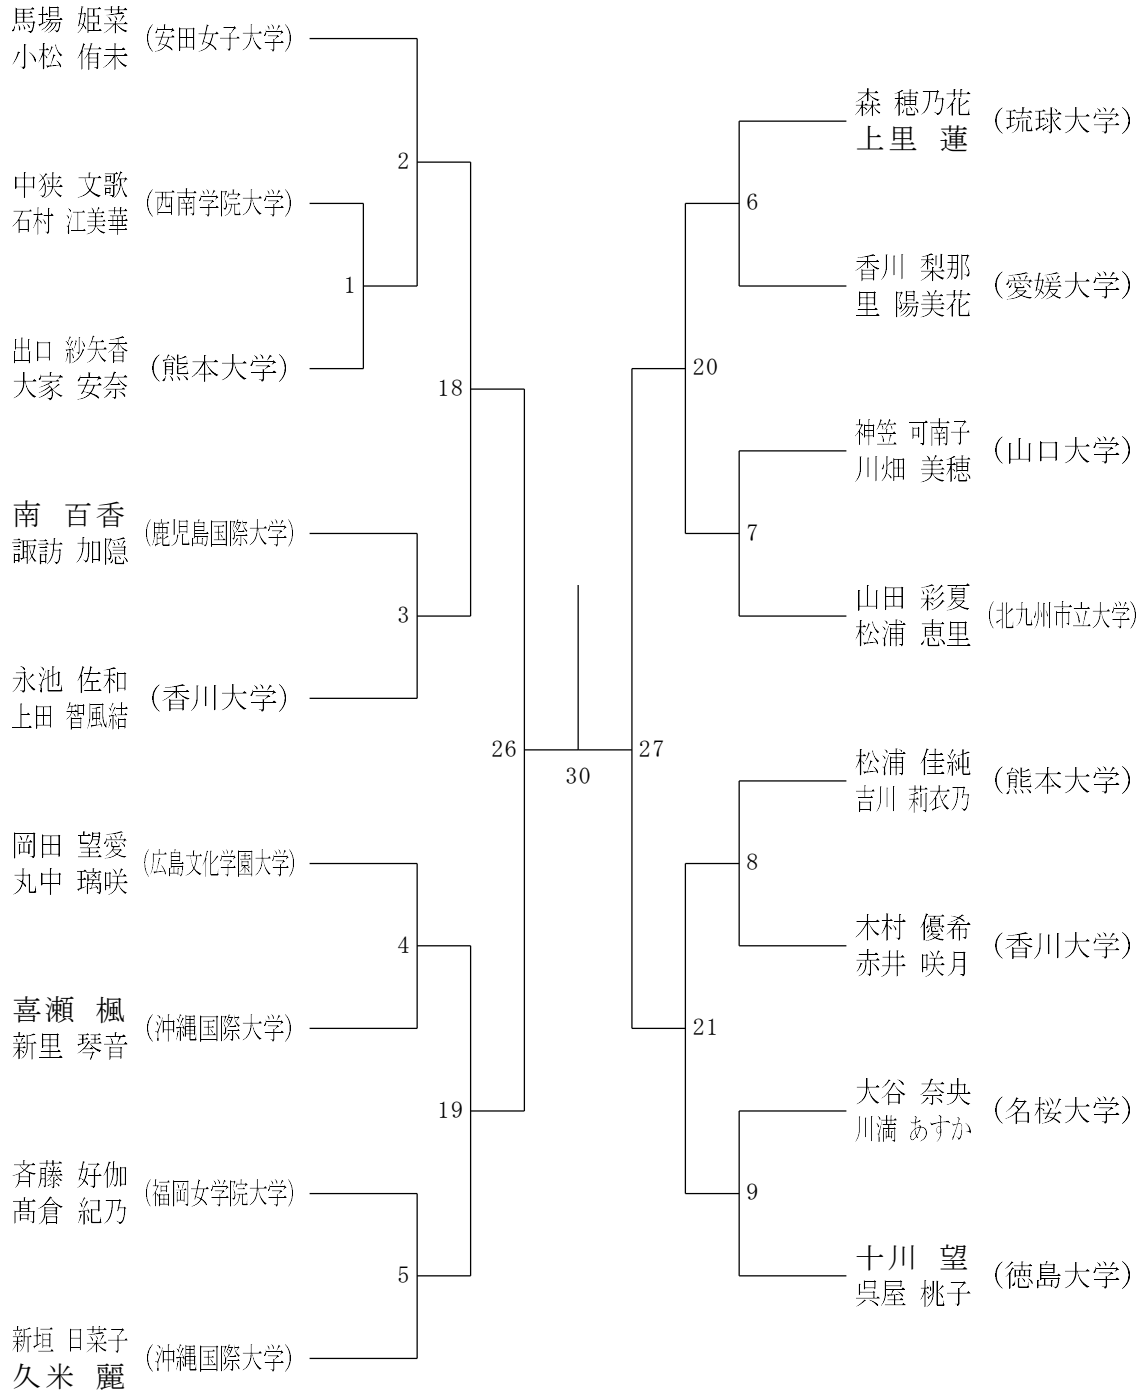 馬場 姫菜
小松 侑未
(安田女子大学)
2
中狭 文歌
石村 江美華
(西南学院大学)
1
出口 紗矢香
大家 安奈
(熊本大学)
18
南 百香
諏訪 加隠
(鹿児島国際大学)
3
永池 佐和
上田 智風結
(香川大学)
26
30
岡田 望愛
丸中 璃咲
(広島文化学園大学)
4
喜瀬 楓
新里 琴音
(沖縄国際大学)
19
斉藤 好伽
髙倉 紀乃
(福岡女学院大学)
5
新垣 日菜子
久米 麗
(沖縄国際大学)
森 穂乃花
上里 蓮
(琉球大学)
6
香川 梨那
里 陽美花
(愛媛大学)
20
神笠 可南子
川畑 美穂
(山口大学)
7
山田 彩夏
松浦 恵里
(北九州市立大学)
27
松浦 佳純
吉川 莉衣乃
(熊本大学)
8
木村 優希
赤井 咲月
(香川大学)
21
大谷 奈央
川満 あすか
(名桜大学)
9
十川 望
呉屋 桃子
(徳島大学)